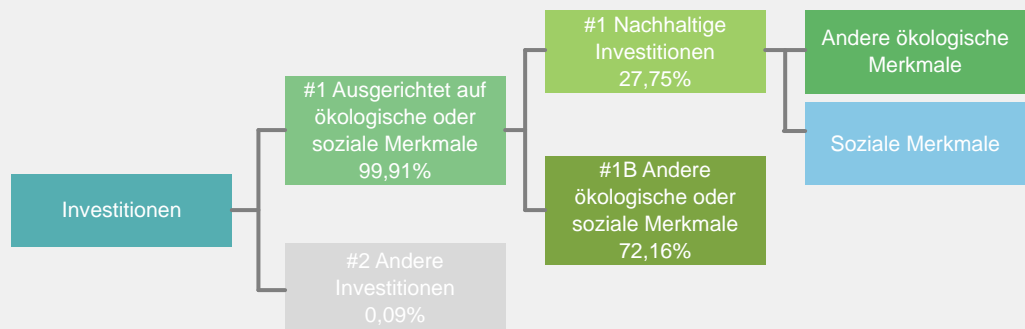 Investitionen
#1 Ausgerichtet auf
ökologische oder
soziale Merkmale
99,91%
#2 Andere
Investitionen
0,09%
#1 Nachhaltige
Investitionen
27,75%
#1B Andere
ökologische oder
soziale Merkmale
72,16%
Andere ökologische
Merkmale
Soziale Merkmale